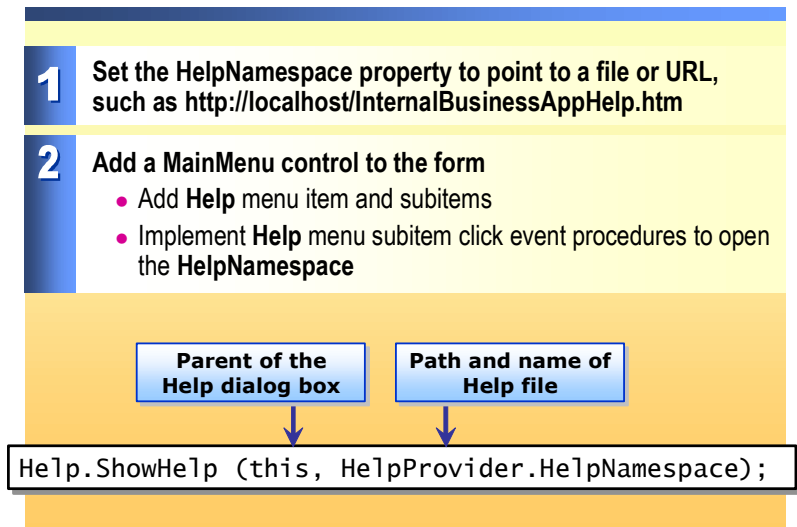 1
Set the HelpNamespace property to point to a file or URL,
such as http://localhost/InternalBusinessAppHelp.htm
2
Add a MainMenu control to the form
● Add Help menu item and subitems
● Implement Help menu subitem click event procedures to open
the HelpNamespace
Parent of the
Help dialog box
Path and name of
Help file
Help.ShowHelp (this, HelpProvider.HelpNamespace);